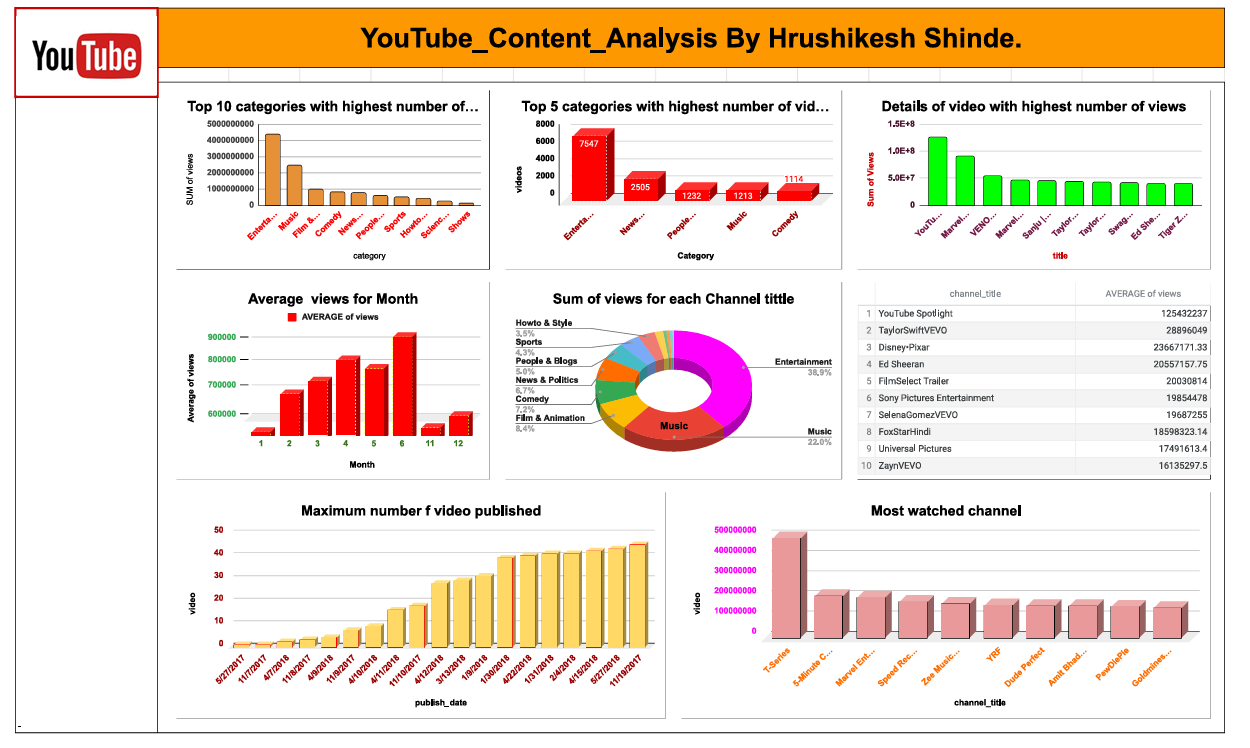 YouTube
YouTube_Content_Analysis By Hrushikesh Shinde.
Top 10 categories with highest number of…
SUM of views
5000000000
4000000000
3000000000
2000000000
1000000000
0
Enterta…
Music
Film &…
Comedy
News…
People…
Sports
Howto…
Scienc…
Shows
category
Top 5 categories with highest number of vid…
videos
8000
6000
4000
2000
0
7547
2505
1232
1213
1114
Enterta…
News…
People…
Music
Comedy
Category
Details of video with highest number of views
Sum of Views
1.5E+8
1.0E+8
5.0E+7
0
YouTu…
Marvel…
VENO…
Marvel…
Sanju |…
Taylor…
Taylor…
Swag…
Ed She…
Tiger Z…
title
Average views for Month
AVERAGE of views
Average of views
900000
800000
700000
600000
1
2
3
4
5
6
11
12
Month
Sum of views for each Channel tittle
Howto & Style
3.5%
Sports
4.3%
People & Blogs
5.0%
News & Politics
6.7%
Comedy
7.2%
Film & Animation
8.4%
Entertainment
38.9%
Music
Music
22.0%
channel_title AVERAGE of views
1 YouTube Spotlight 125432237
2 TaylorSwiftVEVO 28896049
3 Disney•Pixar 23667171.33
4 Ed Sheeran 20557157.75
5 FilmSelect Trailer 20030814
6 Sony Pictures Entertainment 19854478
7 SelenaGomezVEVO 19687255
8 FoxStarHindi 18598323.14
9 Universal Pictures 17491613.4
10 ZaynVEVO 16135297.5
Maximum number f video published
video
50
40
30
20
10
0
5/27/2017
11/7/2017
4/7/2018
11/8/2017
4/9/2018
11/9/2017
4/10/2018
4/11/2018
11/10/2017
4/12/2018
3/13/2018
1/9/2018
1/30/2018
4/22/2018
1/31/2018
2/4/2018
4/15/2018
5/27/2018
11/19/2017
publish_date
Most watched channel
video
500000000
400000000
300000000
200000000
100000000
0
T-Series
5-Minute C…
Marvel Ent…
Speed Rec…
Zee Music…
YRF
Dude Perfect
Amit Bhad…
PewDiePie
Goldmines…
channel_title
-